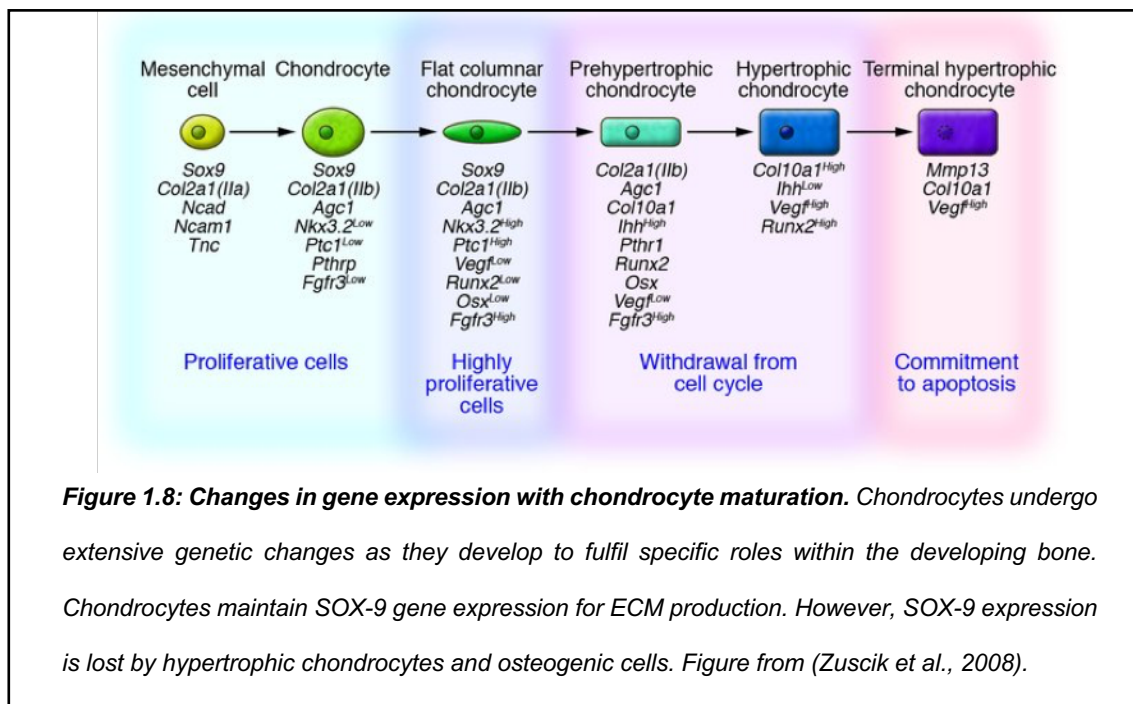 Mesenchymal cell
Chondrocyte
Flat columnar chondrocyte
Prehypertrophic chondrocyte
Hypertrophic chondrocyte
Terminal hypertrophic chondrocyte
Sox9
Col2a1(IIa)
Ncad
Ncam1
Tnc
Sox9
Col2a1(IIb)
Agc1
Nkx3.2Low
Ptc1Low
Pthrp
Fgfr3Low
Sox9
Col2a1(IIb)
Agc1
Nkx3.2High
Ptc1High
VegfLow
Runx2Low
OsxLow
Fgfr3High
Col2a1(IIb)
Agc1
Col10a1
IhhHigh
Pthr1
Runx2
Osx
VegfLow
Fgfr3High
Col10a1High
IhhLow
VegfHigh
Runx2High
Mmp13
Col10a1
VegfHigh
Proliferative cells
Highly
proliferative
cells
Withdrawal from
cell cycle
Commitment
to apoptosis
Figure 1.8: Changes in gene expression with chondrocyte maturation. Chondrocytes undergo
extensive genetic changes as they develop to fulfil specific roles within the developing bone.
Chondrocytes maintain SOX-9 gene expression for ECM production. However, SOX-9 expression
is lost by hypertrophic chondrocytes and osteogenic cells. Figure from (Zuscik et al., 2008).